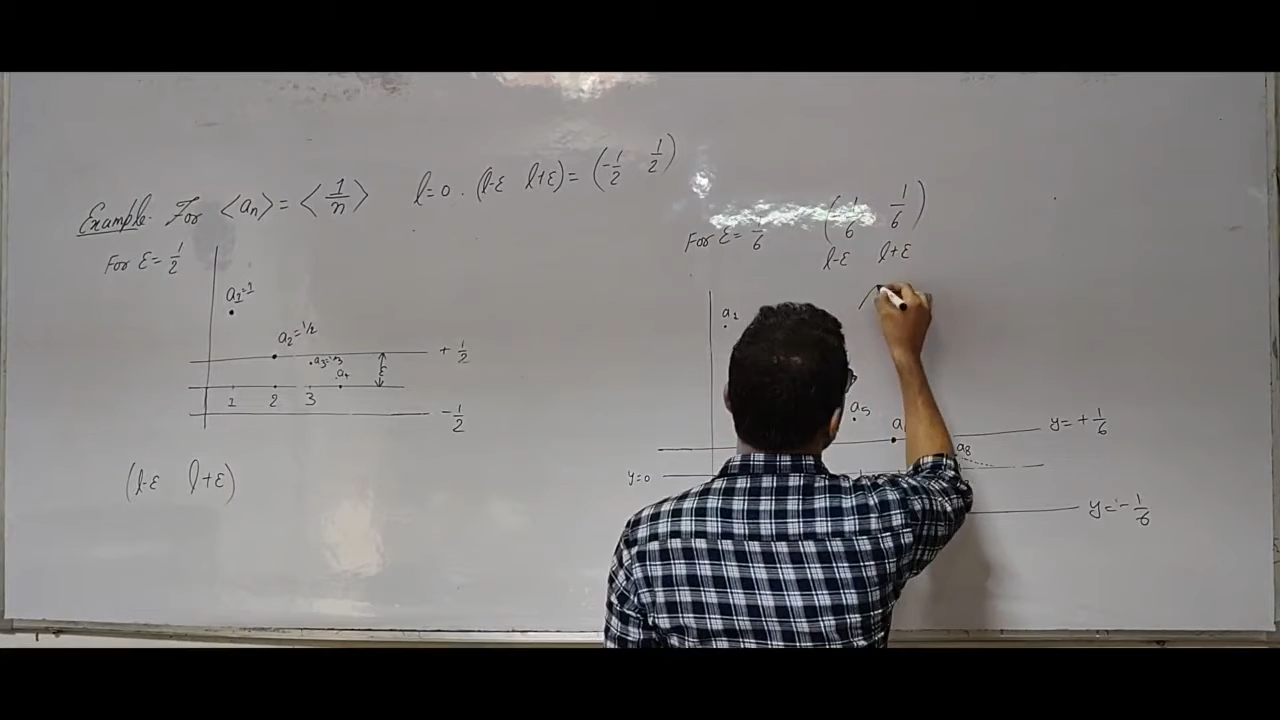 Example. For <aₙ> = <1/n> l=0. (l-ε l+ε) = (-1/2 1/2)
For ε = 1/2
a₁=1
a₂=1/2
a₃=1/3
a₄
ε
+ 1/2
1 2 3
- 1/2
(l-ε l+ε)
For ε = 1/6 (-1/6 1/6)
l-ε l+ε
a₁
a₅
a
y = + 1/6
a₈
y=0
y = - 1/6